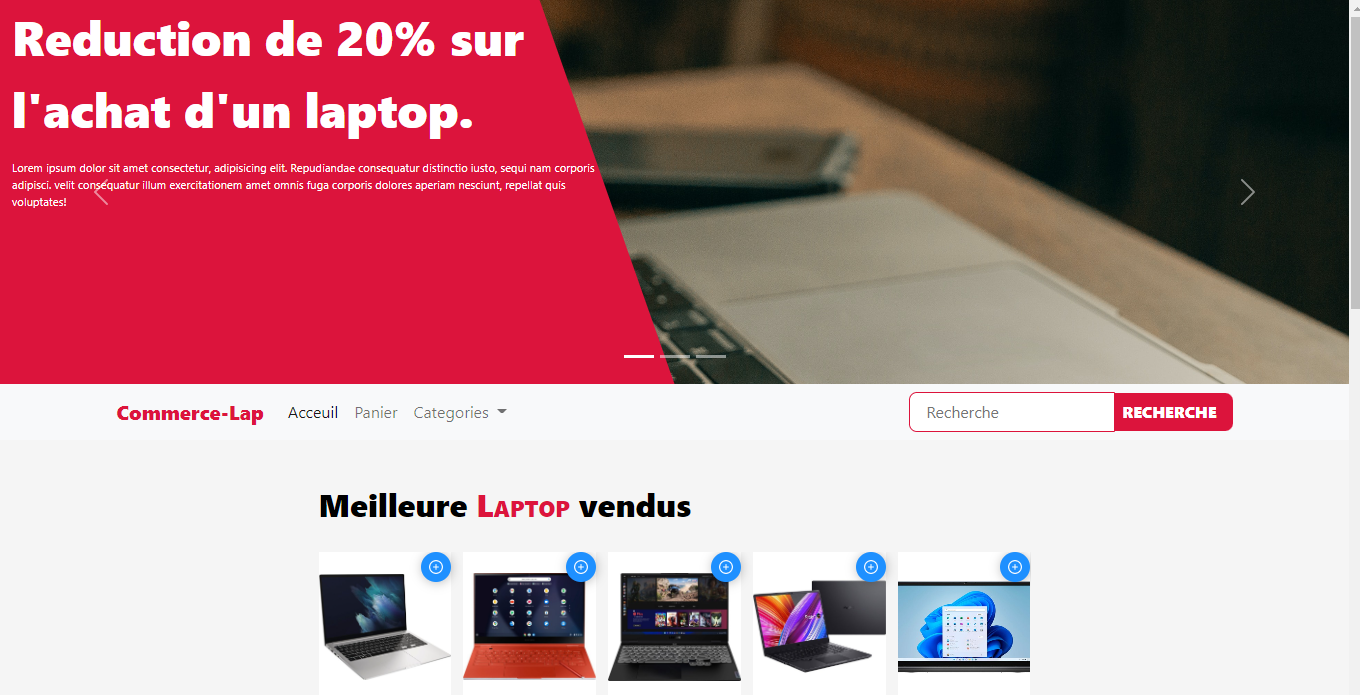 Reduction de 20% sur
l'achat d'un laptop.
Lorem ipsum dolor sit amet consectetur, adipisicing elit. Repudiandae consequatur distinctio iusto, sequi nam corporis
adipisci. velit consequatur illum exercitationem amet omnis fuga corporis dolores aperiam nesciunt, repellat quis
voluptates!
Commerce-Lap Acceuil Panier Categories Recherche RECHERCHE
Meilleure Laptop vendus